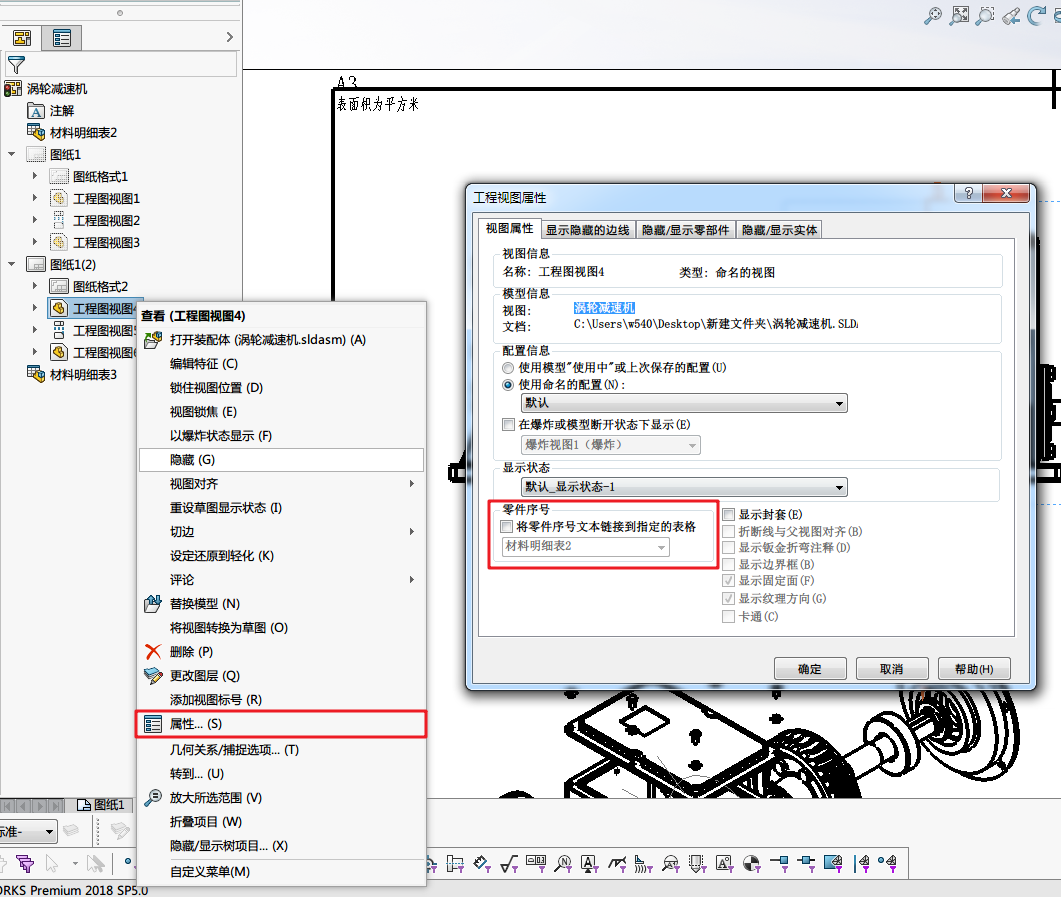 A3
表面积为平方米
涡轮减速机
注解
材料明细表2
图纸1
图纸格式1
工程图视图1
工程图视图2
工程图视图3
图纸1(2)
图纸格式2
工程图视图4
工程图视图
工程图视图
材料明细表3
查看 (工程图视图4)
打开装配体 (涡轮减速机.sldasm) (A)
编辑特征 (C)
锁住视图位置 (D)
视图锁焦 (E)
以爆炸状态显示 (F)
隐藏 (G)
视图对齐
重设草图显示状态 (I)
切边
设定还原到轻化 (K)
评论
替换模型 (N)
将视图转换为草图 (O)
删除 (P)
更改图层 (Q)
添加视图标号 (R)
属性... (S)
几何关系/捕捉选项... (T)
转到... (U)
放大所选范围 (V)
折叠项目 (W)
隐藏/显示树项目... (X)
自定义菜单(M)
工程视图属性
视图属性 显示隐藏的边线 隐藏/显示零部件 隐藏/显示实体
视图信息
名称: 工程图视图4 类型: 命名的视图
模型信息
视图: 涡轮减速机
文档: C:\Users\w540\Desktop\新建文件夹\涡轮减速机.SLDA
配置信息
使用模型"使用中"或上次保存的配置(U)
使用命名的配置(N):
默认
在爆炸或模型断开状态下显示(E)
爆炸视图1 (爆炸)
显示状态
默认_显示状态-1
零件序号
将零件序号文本链接到指定的表格
材料明细表2
显示封套(E)
折断线与父视图对齐(B)
显示钣金折弯注释(D)
显示边界框(B)
显示固定面(F)
显示纹理方向(G)
卡通(C)
确定 取消 帮助(H)
图纸1
标准-
ORKS Premium 2018 SP5.0